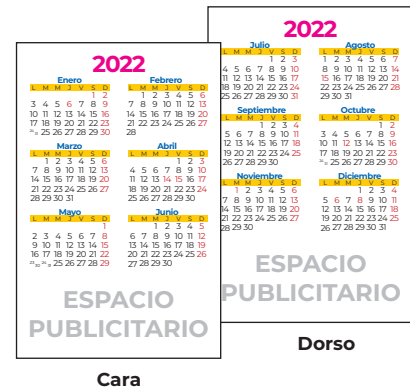 2022
Enero
L M M J V S D
1 2
3 4 5 6 7 8 9
10 11 12 13 14 15 16
17 18 19 20 21 22 23
24 31 25 26 27 28 29 30
Febrero
L M M J V S D
1 2 3 4 5 6
7 8 9 10 11 12 13
14 15 16 17 18 19 20
21 22 23 24 25 26 27
28
Marzo
L M M J V S D
1 2 3 4 5 6
7 8 9 10 11 12 13
14 15 16 17 18 19 20
21 22 23 24 25 26 27
28 29 30 31
Abril
L M M J V S D
1 2 3
4 5 6 7 8 9 10
11 12 13 14 15 16 17
18 19 20 21 22 23 24
25 26 27 28 29 30
Mayo
L M M J V S D
1
2 3 4 5 6 7 8
9 10 11 12 13 14 15
16 17 18 19 20 21 22
23 30 24 31 25 26 27 28 29
Junio
L M M J V S D
1 2 3 4 5
6 7 8 9 10 11 12
13 14 15 16 17 18 19
20 21 22 23 24 25 26
27 28 29 30
ESPACIO
PUBLICITARIO
Cara
2022
Julio
L M M J V S D
1 2 3
4 5 6 7 8 9 10
11 12 13 14 15 16 17
18 19 20 21 22 23 24
25 26 27 28 29 30 31
Agosto
L M M J V S D
1 2 3 4 5 6 7
8 9 10 11 12 13 14
15 16 17 18 19 20 21
22 23 24 25 26 27 28
29 30 31
Septiembre
L M M J V S D
1 2 3 4
5 6 7 8 9 10 11
12 13 14 15 16 17 18
19 20 21 22 23 24 25
26 27 28 29 30
Octubre
L M M J V S D
1 2
3 4 5 6 7 8 9
10 11 12 13 14 15 16
17 18 19 20 21 22 23
24 31 25 26 27 28 29 30
Noviembre
L M M J V S D
1 2 3 4 5 6
7 8 9 10 11 12 13
14 15 16 17 18 19 20
21 22 23 24 25 26 27
28 29 30
Diciembre
L M M J V S D
1 2 3 4
5 6 7 8 9 10 11
12 13 14 15 16 17 18
19 20 21 22 23 24 25
26 27 28 29 30 31
ESPACIO
PUBLICITARIO
Dorso